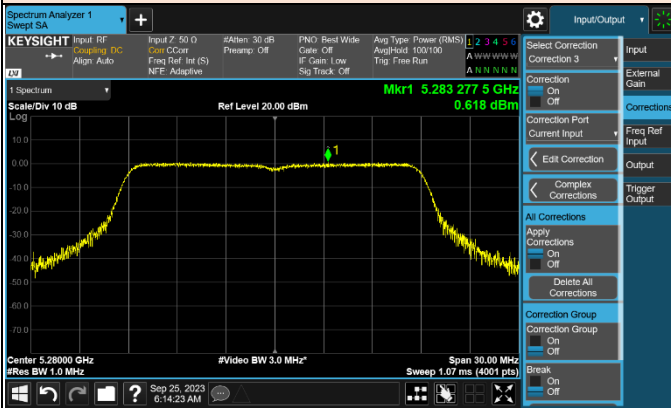 Spectrum Analyzer 1
Swept SA
+
Input/Output
KEYSIGHT
Input: RF
Coupling: DC
Align: Auto
Input Z: 50 Ω
Corr CCorr
Freq Ref: Int (S)
NFE: Adaptive
#Atten: 30 dB
Preamp: Off
PNO: Best Wide
Gate: Off
IF Gain: Low
Sig Track: Off
Avg Type: Power (RMS)
Avg|Hold: 100/100
Trig: Free Run
1 2 3 4 5 6
A W W W W W
A N N N N N
LXI
1 Spectrum
Scale/Div 10 dB
Log
Ref Level 20.00 dBm
Mkr1 5.283 277 5 GHz
0.618 dBm
1
10.0
0.00
-10.0
-20.0
-30.0
-40.0
-50.0
-60.0
-70.0
Center 5.28000 GHz
#Res BW 1.0 MHz
#Video BW 3.0 MHz*
Span 30.00 MHz
Sweep 1.07 ms (4001 pts)
Select Correction
Correction 3
Correction
On
Off
Correction Port
Current Input
Edit Correction
Complex
Corrections
All Corrections
Apply
Corrections
On
Off
Delete All
Corrections
Correction Group
Correction Group
On
Off
Break
On
Off
Input
External
Gain
Corrections
Freq Ref
Input
Output
Trigger
Output
?
Sep 25, 2023
6:14:23 AM